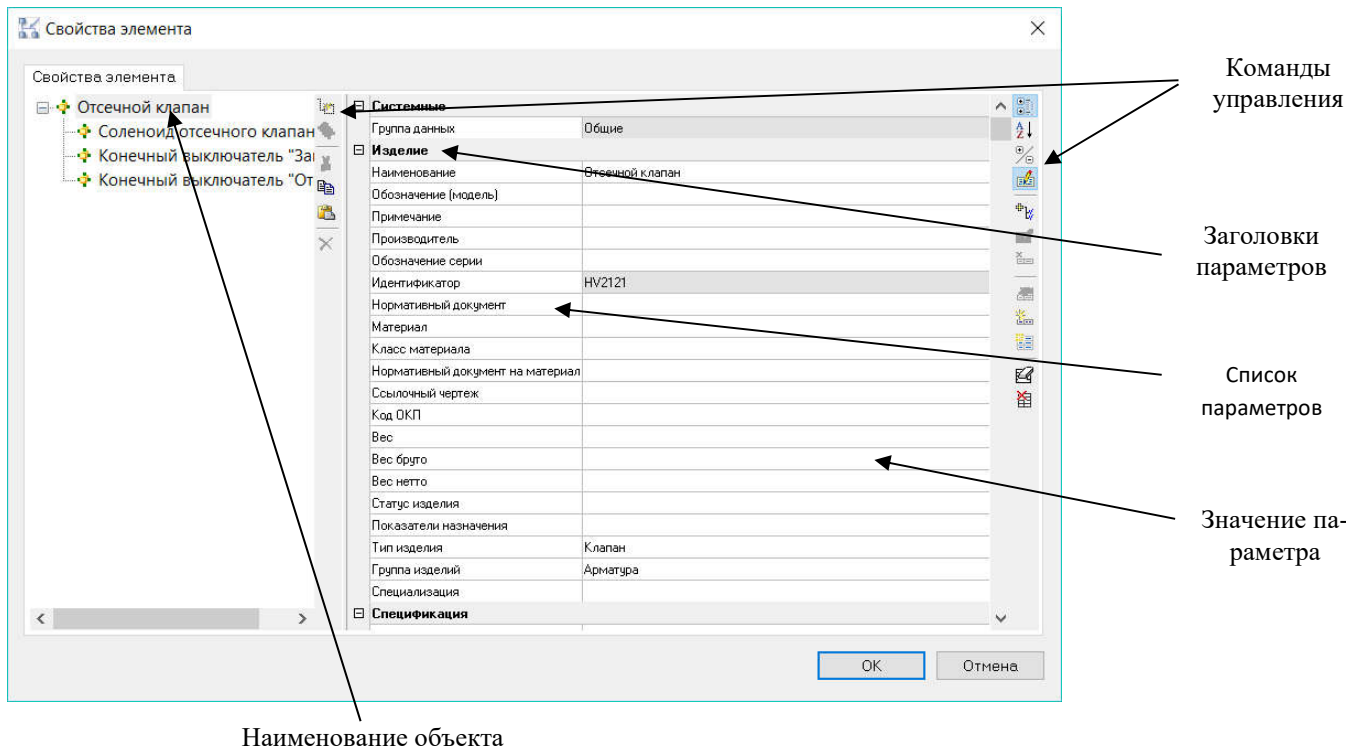 Свойства элемента
Свойства элемента
Отсечной клапан
Соленоид отсечного клапан
Конечный выключатель "За
Конечный выключатель "От
Системные
Группа данных Общие
Изделие
Наименование Отсечной клапан
Обозначение (модель)
Примечание
Производитель
Обозначение серии
Идентификатор HV2121
Нормативный документ
Материал
Класс материала
Нормативный документ на материал
Ссылочный чертеж
Код ОКП
Вес
Вес бруто
Вес нетто
Статус изделия
Показатели назначения
Тип изделия Клапан
Группа изделий Арматура
Специализация
Спецификация
OK Отмена
Команды
управления
Заголовки
параметров
Список
параметров
Значение па-
раметра
Наименование объекта